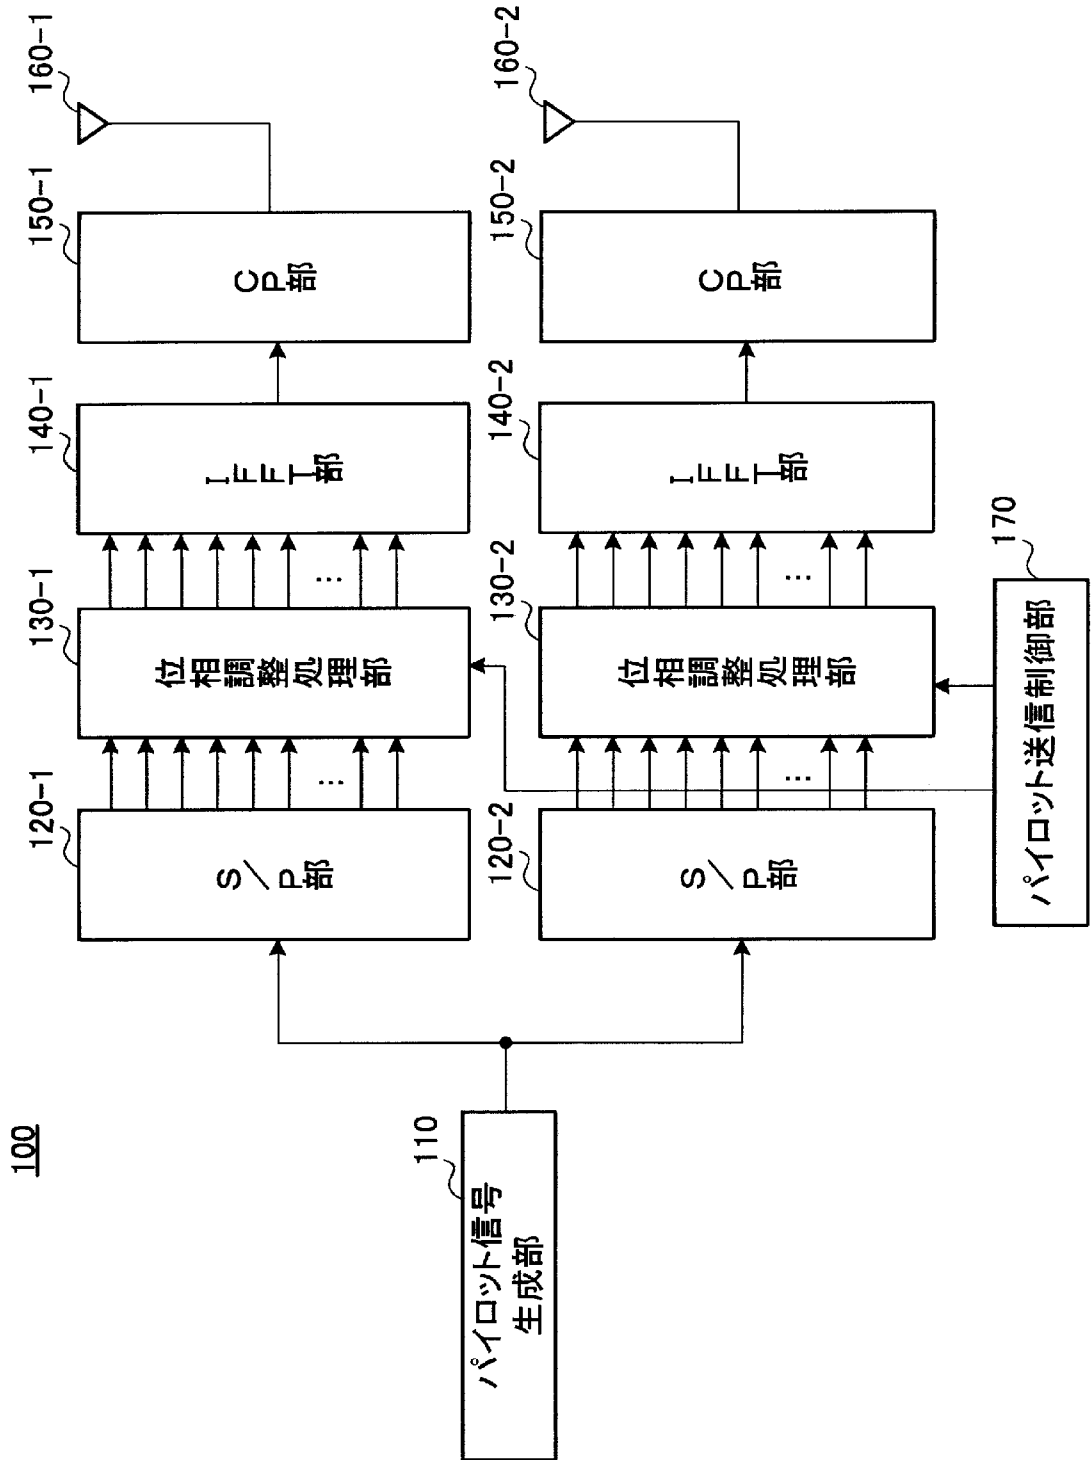 100
110
パイロット信号
生成部
120-1
S/P部
130-1
位相調整処理部
140-1
IFFT部
150-1
CP部
160-1
120-2
S/P部
130-2
位相調整処理部
140-2
IFFT部
150-2
CP部
160-2
170
パイロット送信制御部